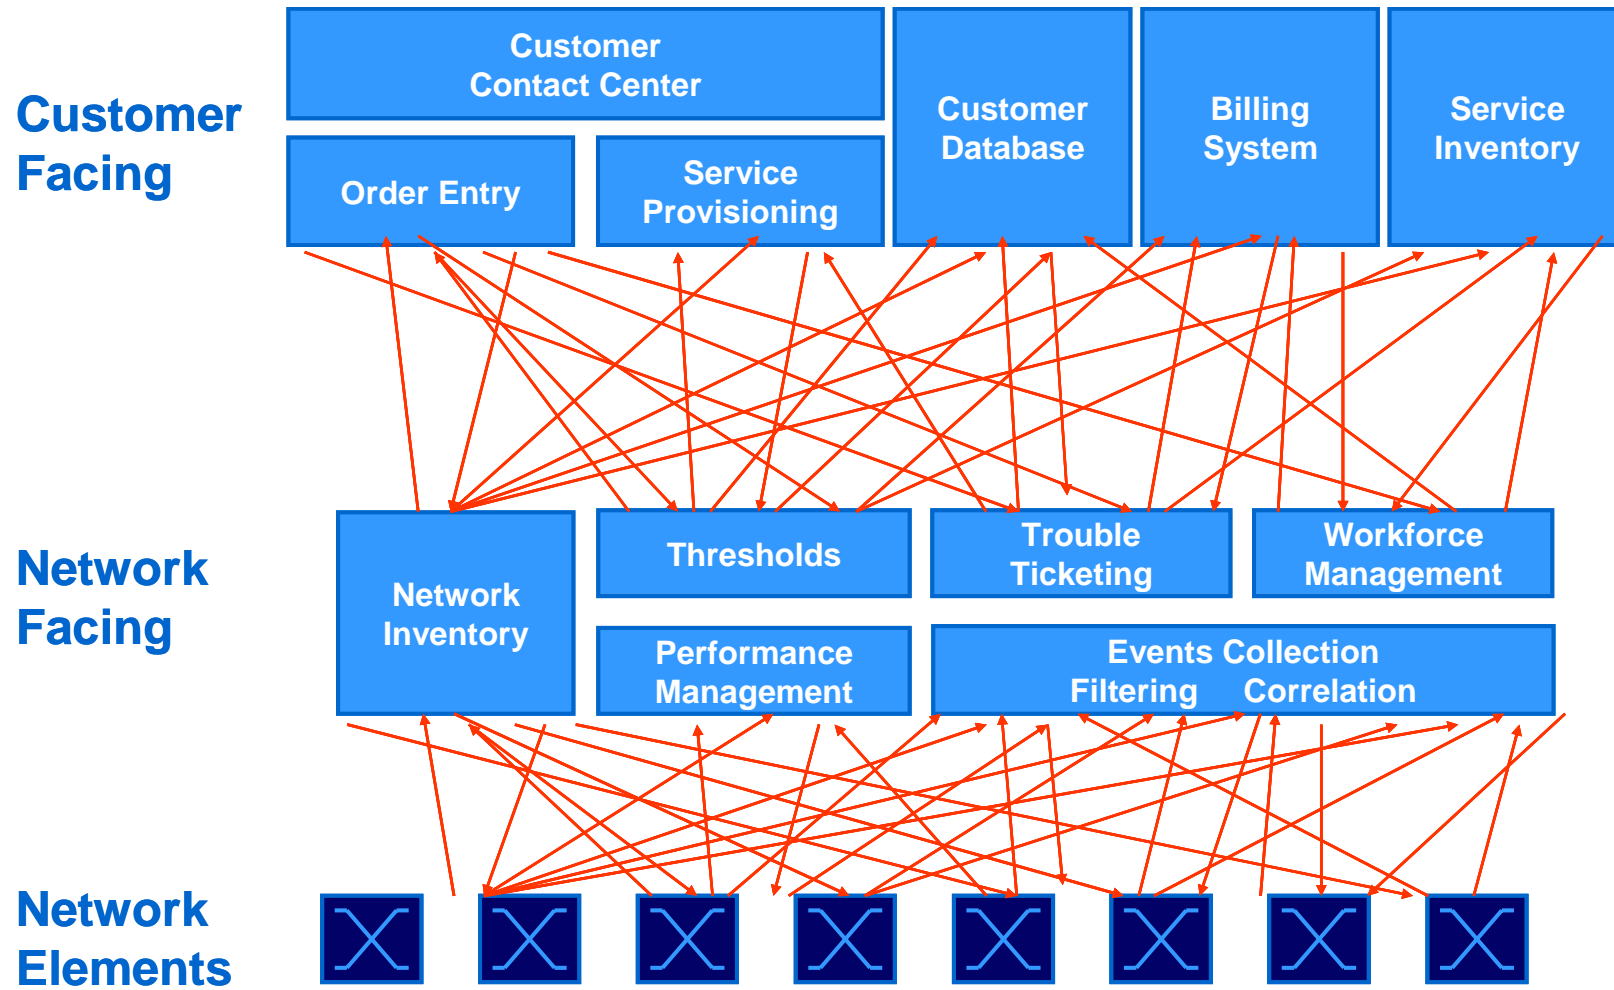 Customer
Facing
Customer
Contact Center
Order Entry
Service
Provisioning
Customer
Database
Billing
System
Service
Inventory
Network
Facing
Network
Inventory
Thresholds
Trouble
Ticketing
Workforce
Management
Performance
Management
Events Collection
Filtering Correlation
Network
Elements